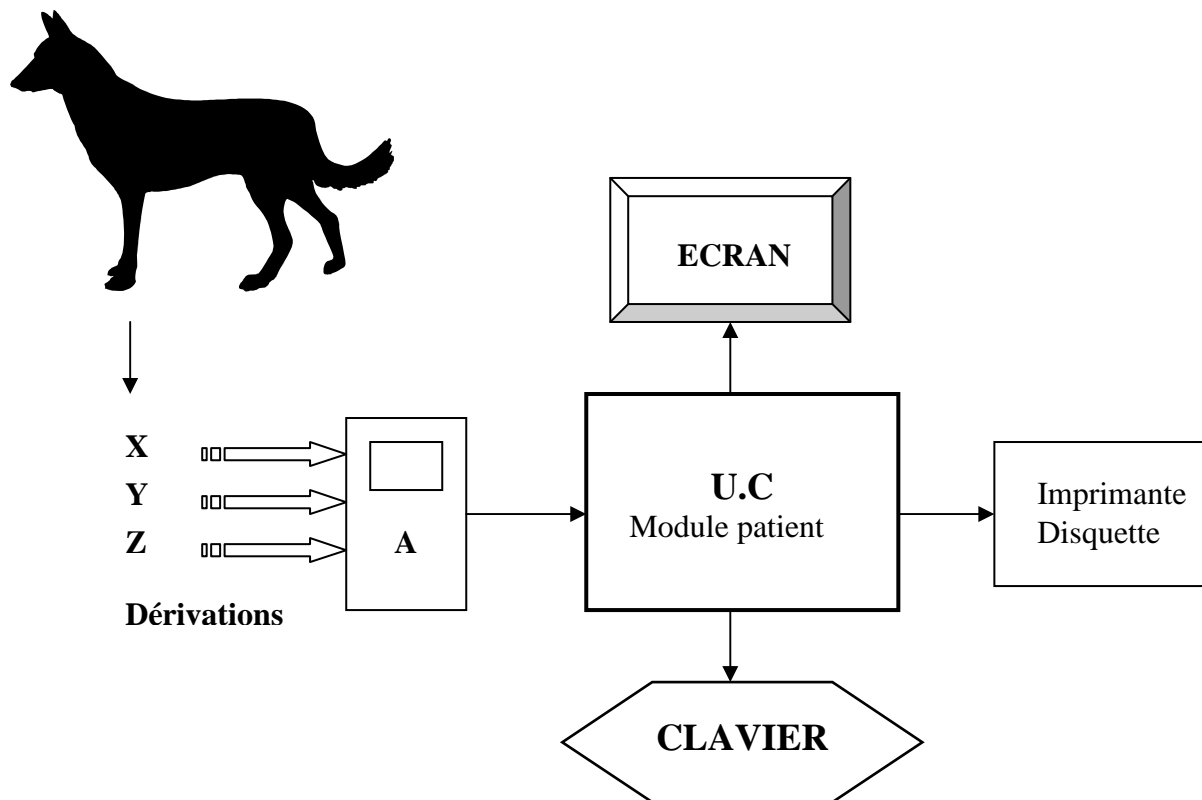 ECRAN
X
Y
Z
A
Dérivations
U.C
Module patient
Imprimante
Disquette
CLAVIER